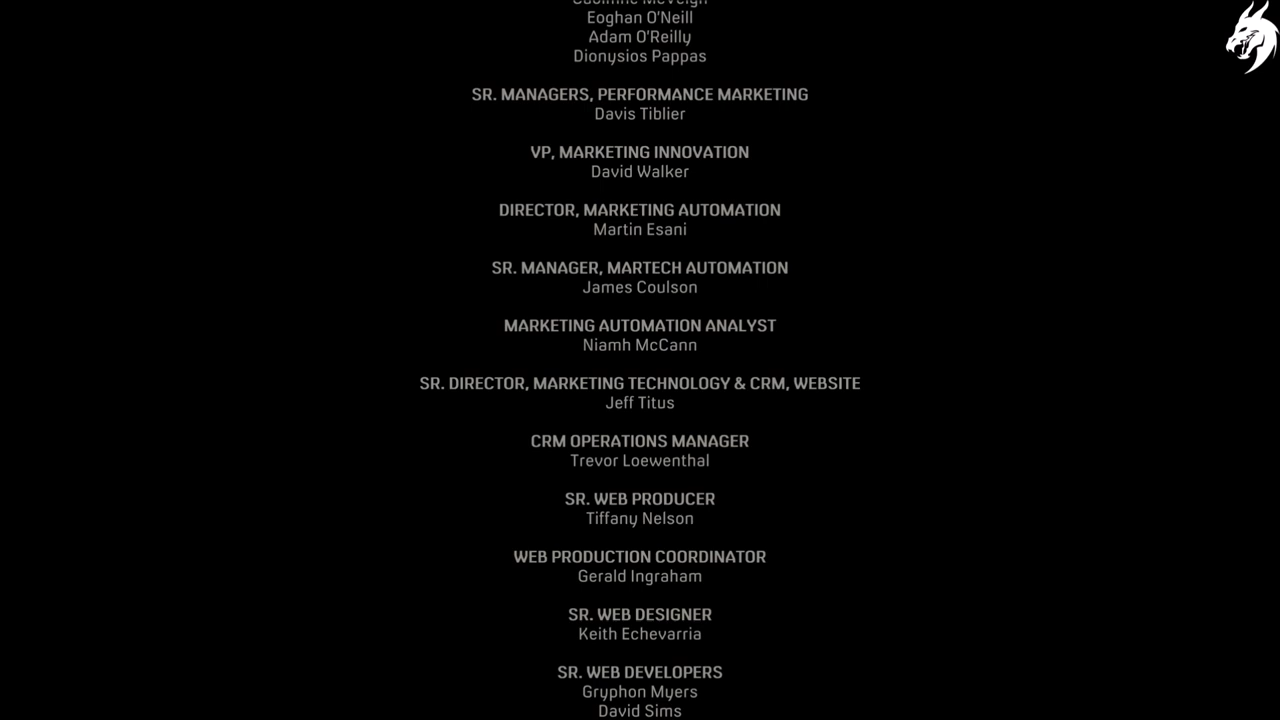 Eoghan O'Neill
Adam O'Reilly
Dionysios Pappas
SR. MANAGERS, PERFORMANCE MARKETING
Davis Tiblier
VP, MARKETING INNOVATION
David Walker
DIRECTOR, MARKETING AUTOMATION
Martin Esani
SR. MANAGER, MARTECH AUTOMATION
James Coulson
MARKETING AUTOMATION ANALYST
Niamh McCann
SR. DIRECTOR, MARKETING TECHNOLOGY & CRM, WEBSITE
Jeff Titus
CRM OPERATIONS MANAGER
Trevor Loewenthal
SR. WEB PRODUCER
Tiffany Nelson
WEB PRODUCTION COORDINATOR
Gerald Ingraham
SR. WEB DESIGNER
Keith Echevarria
SR. WEB DEVELOPERS
Gryphon Myers
David Sims